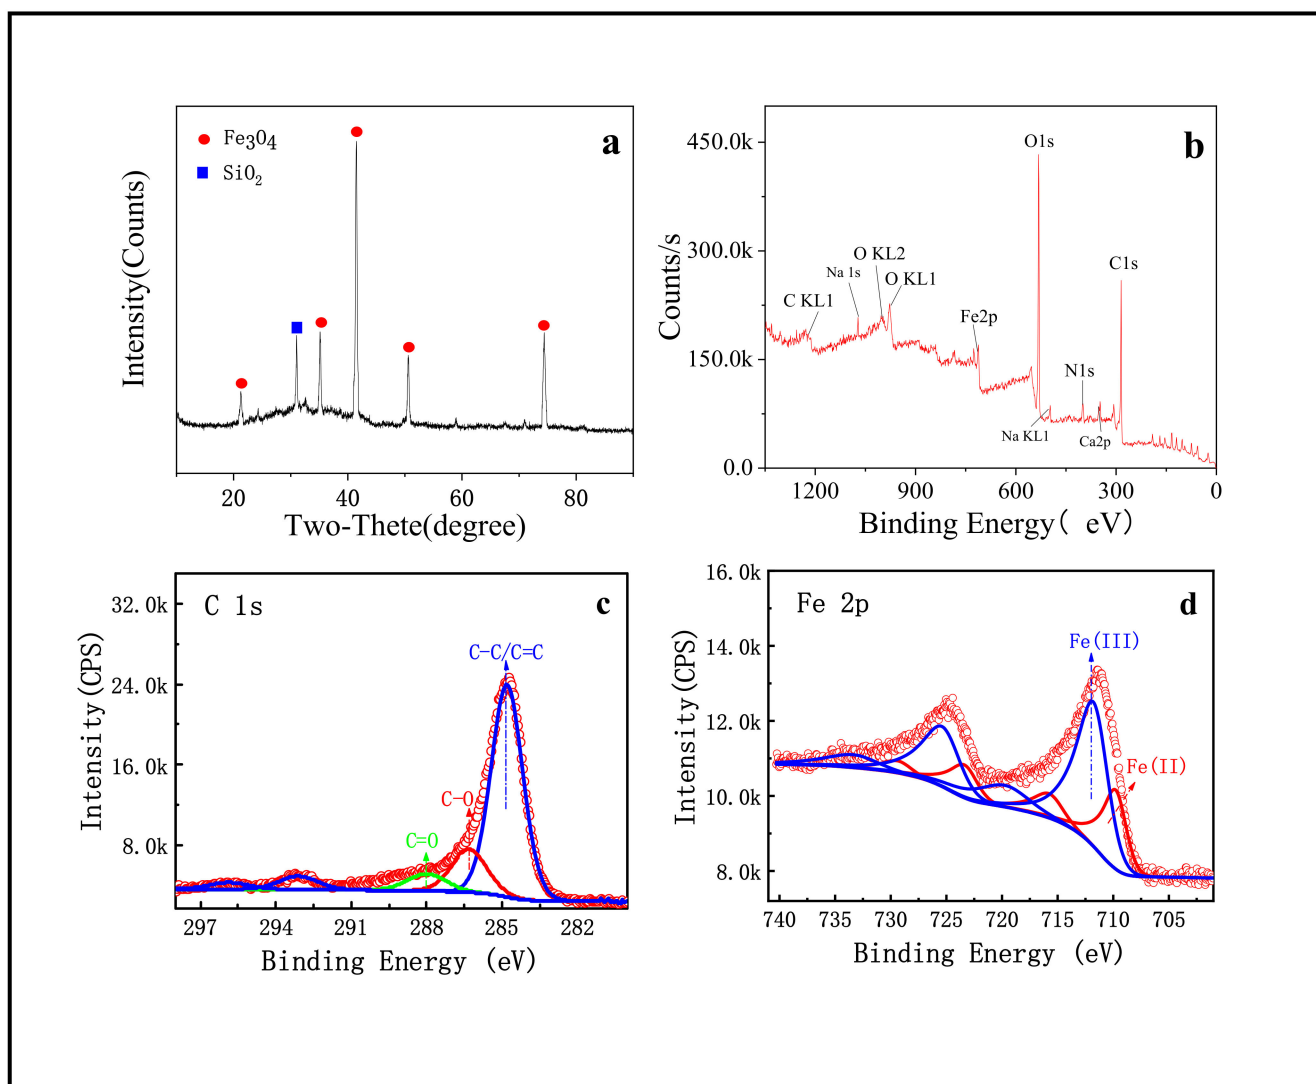 a
Fe3O4
SiO2
Intensity(Counts)
20 40 60 80
Two-Thete(degree)
b
450.0k
300.0k
150.0k
0.0
Counts/s
O1s
C1s
O KL2
Na 1s
O KL1
C KL1
Fe2p
N1s
Na KL1
Ca2p
1200 900 600 300 0
Binding Energy( eV)
C 1s
c
32.0k
24.0k
16.0k
8.0k
Intensity(CPS)
C-C/C=C
C-O
C=O
297 294 291 288 285 282
Binding Energy (eV)
Fe 2p
d
16.0k
14.0k
12.0k
10.0k
8.0k
Intensity(CPS)
Fe(III)
Fe(II)
740 735 730 725 720 715 710 705
Binding Energy (eV)